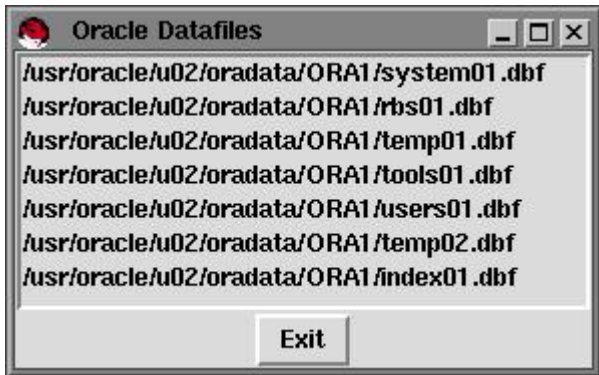 Oracle Datafiles
/usr/oracle/u02/oradata/ORA1/system01.dbf
/usr/oracle/u02/oradata/ORA1/rbs01.dbf
/usr/oracle/u02/oradata/ORA1/temp01.dbf
/usr/oracle/u02/oradata/ORA1/tools01.dbf
/usr/oracle/u02/oradata/ORA1/users01.dbf
/usr/oracle/u02/oradata/ORA1/temp02.dbf
/usr/oracle/u02/oradata/ORA1/index01.dbf
Exit